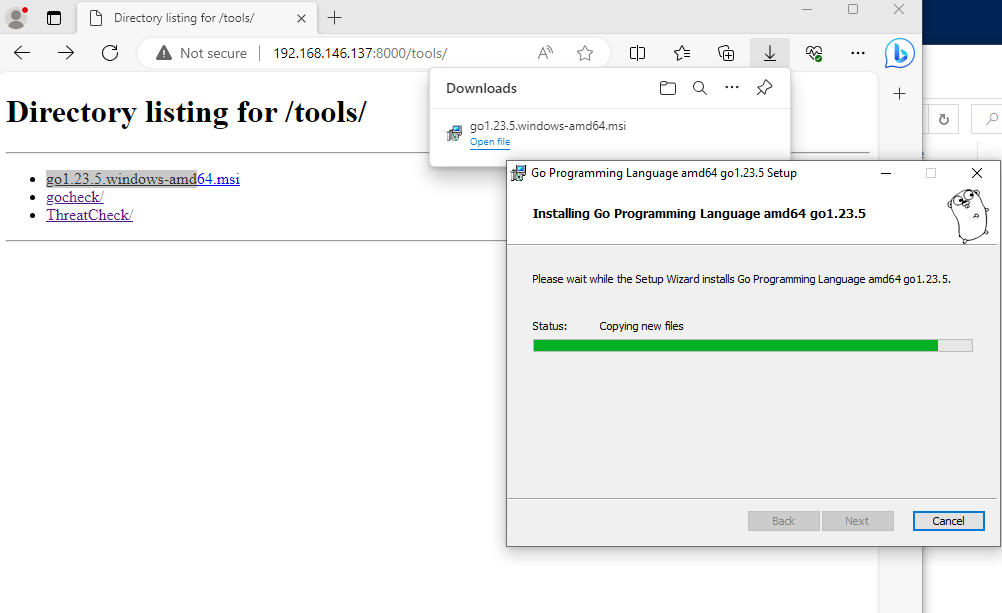 Directory listing for /tools/
Not secure
192.168.146.137:8000/tools/
Downloads
go1.23.5.windows-amd64.msi
Open file
Directory listing for /tools/
go1.23.5.windows-amd64.msi
gocheck/
ThreatCheck/
Go Programming Language amd64 go1.23.5 Setup
Installing Go Programming Language amd64 go1.23.5
Please wait while the Setup Wizard installs Go Programming Language amd64 go1.23.5.
Status: Copying new files
Back Next Cancel